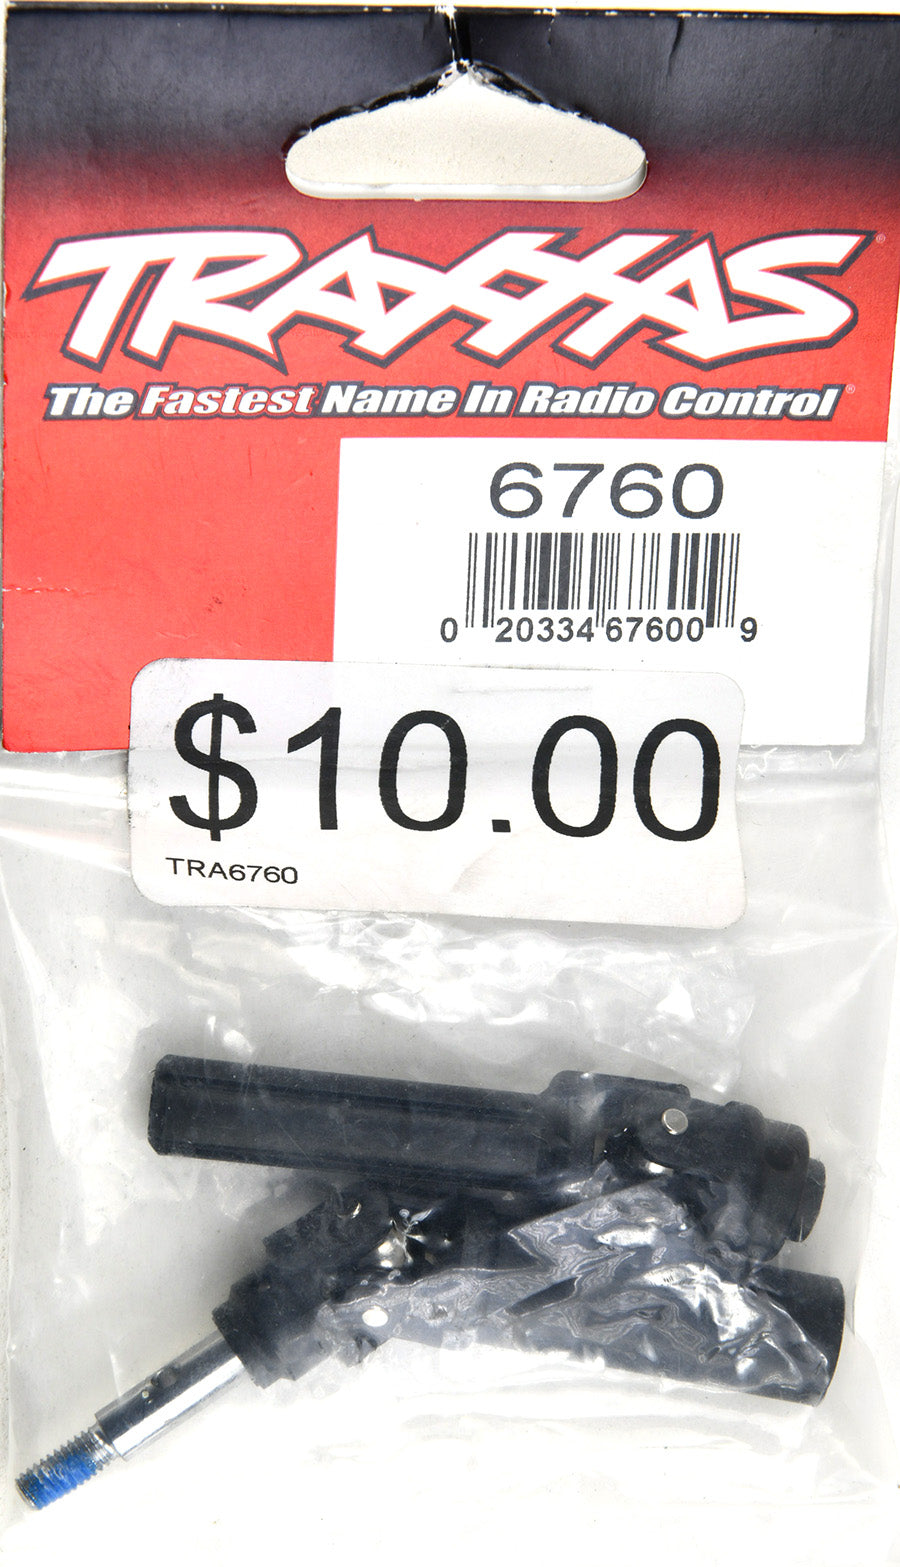 TRAXXAS®
The Fastest Name In Radio Control®
6760
0 20334 67600 9
$10.00
TRA6760